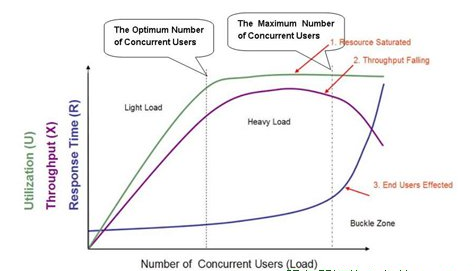 The Optimum Number
of Concurrent Users
The Maximum Number
of Concurrent Users
1. Resource Saturated
2. Throughput Falling
Light Load
Heavy Load
3. End Users Effected
Buckle Zone
Utilization (U)
Throughput (X)
Response Time (R)
Number of Concurrent Users (Load)